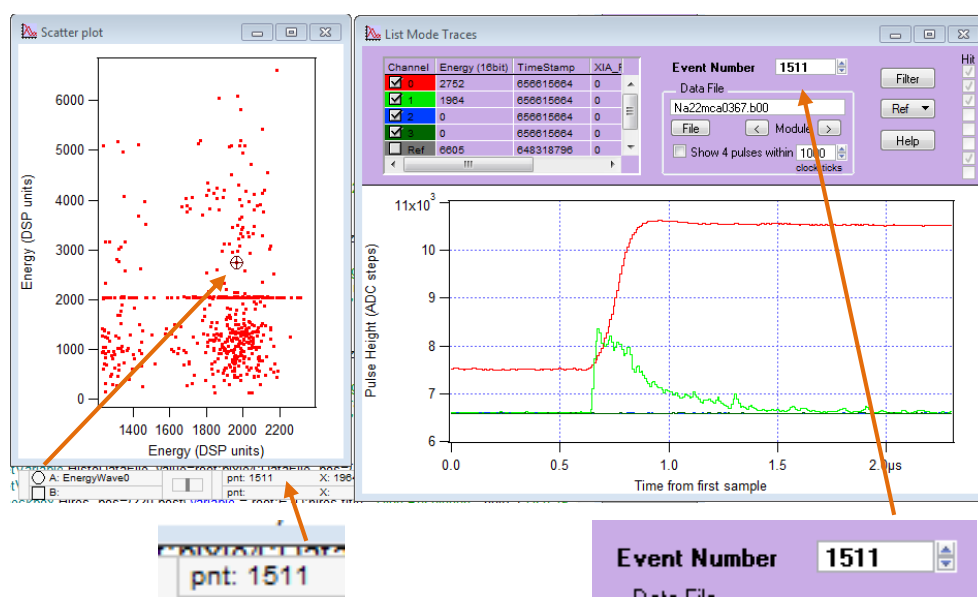 Scatter plot
6000
5000
4000
3000
2000
1000
0
Energy (DSP units)
1400 1600 1800 2000 2200
Energy (DSP units)
A: EnergyWave0
B:
pnt: 1511 X: 1964
pnt: X:
List Mode Traces
Channel Energy (16bit) TimeStamp XIA_F
0 2752 656615664 0
1 1964 656615664 0
2 0 656615664 0
3 0 656615664 0
Ref 6605 648318796 0
Event Number 1511
Data File
Na22mca0367.b00
File < Module >
Show 4 pulses within 1000
clock ticks
Filter
Ref
Help
Hit
11x10³
10
9
8
7
6
Pulse Height (ADC steps)
0.0 0.5 1.0 1.5 2.0µs
Time from first sample
pnt: 1511
Event Number 1511
Data File